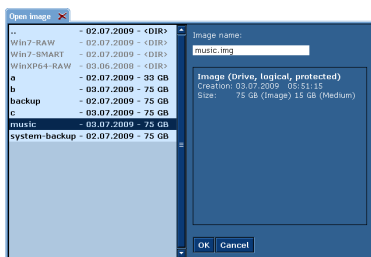 Open image
.. - 02.07.2009 - <DIR>
Win7-RAW - 02.07.2009 - <DIR>
Win7-SMART - 02.07.2009 - <DIR>
WinXP64-RAW - 03.06.2008 - <DIR>
a - 02.07.2009 - 33 GB
b - 03.07.2009 - 75 GB
backup - 02.07.2009 - 75 GB
c - 03.07.2009 - 75 GB
music - 03.07.2009 - 75 GB
system-backup - 02.07.2009 - 75 GB
Image name:
music.img
Image (Drive, logical, protected)
Creation: 03.07.2009 05:51:15
Size: 75 GB (Image) 15 GB (Medium)
OK Cancel